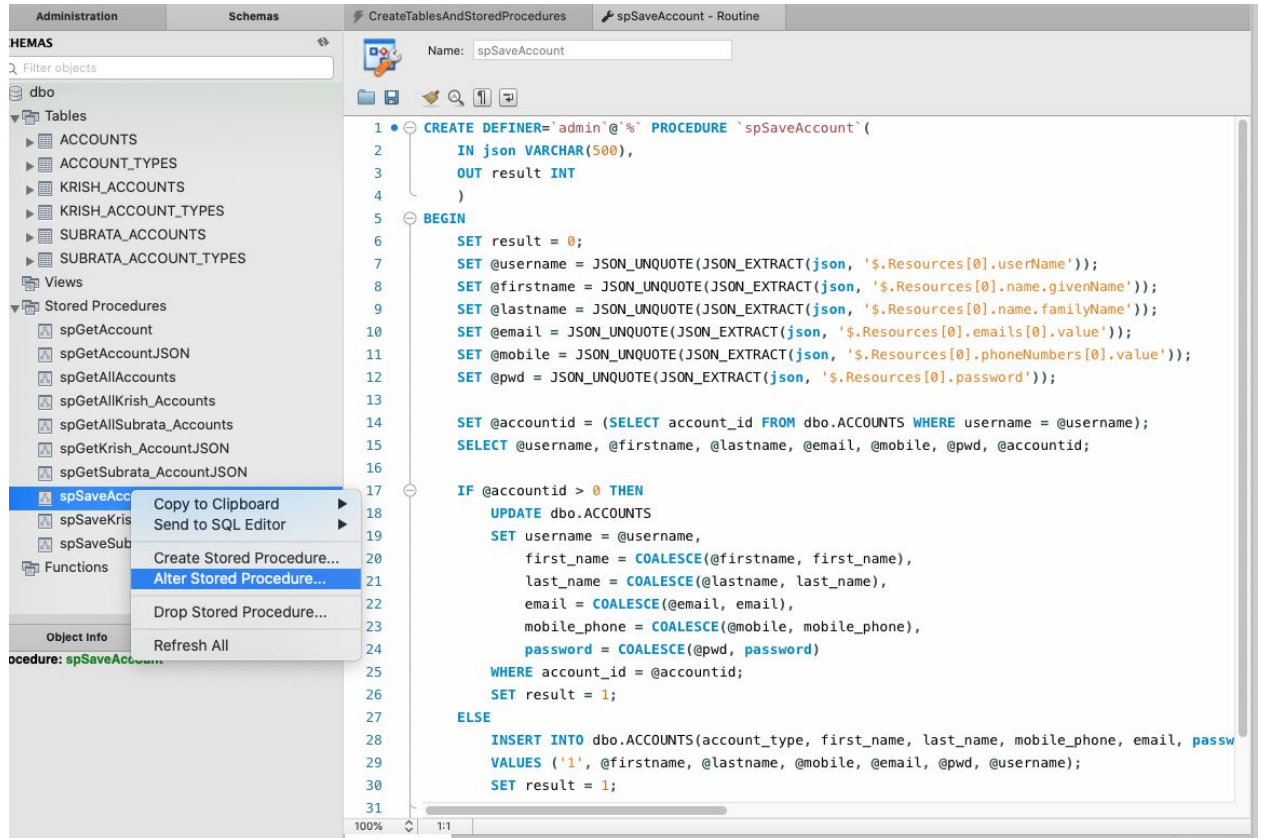 Administration Schemas
CreateTablesAndStoredProcedures spSaveAccount - Routine
HEMAS
Filter objects
dbo
Tables
ACCOUNTS
ACCOUNT_TYPES
KRISH_ACCOUNTS
KRISH_ACCOUNT_TYPES
SUBRATA_ACCOUNTS
SUBRATA_ACCOUNT_TYPES
Views
Stored Procedures
spGetAccount
spGetAccountJSON
spGetAllAccounts
spGetAllKrish_Accounts
spGetAllSubrata_Accounts
spGetKrish_AccountJSON
spGetSubrata_AccountJSON
spSaveAcc
spSaveKris
spSaveSub
Functions
Copy to Clipboard
Send to SQL Editor
Create Stored Procedure...
Alter Stored Procedure...
Drop Stored Procedure...
Refresh All
Object Info
ocedure: spSaveAccount
Name: spSaveAccount
1 CREATE DEFINER=`admin`@`%` PROCEDURE `spSaveAccount`(
2 IN json VARCHAR(500),
3 OUT result INT
4 )
5 BEGIN
6 SET result = 0;
7 SET @username = JSON_UNQUOTE(JSON_EXTRACT(json, '$.Resources[0].userName'));
8 SET @firstname = JSON_UNQUOTE(JSON_EXTRACT(json, '$.Resources[0].name.givenName'));
9 SET @lastname = JSON_UNQUOTE(JSON_EXTRACT(json, '$.Resources[0].name.familyName'));
10 SET @email = JSON_UNQUOTE(JSON_EXTRACT(json, '$.Resources[0].emails[0].value'));
11 SET @mobile = JSON_UNQUOTE(JSON_EXTRACT(json, '$.Resources[0].phoneNumbers[0].value'));
12 SET @pwd = JSON_UNQUOTE(JSON_EXTRACT(json, '$.Resources[0].password'));
13
14 SET @accountid = (SELECT account_id FROM dbo.ACCOUNTS WHERE username = @username);
15 SELECT @username, @firstname, @lastname, @email, @mobile, @pwd, @accountid;
16
17 IF @accountid > 0 THEN
18 UPDATE dbo.ACCOUNTS
19 SET username = @username,
20 first_name = COALESCE(@firstname, first_name),
21 last_name = COALESCE(@lastname, last_name),
22 email = COALESCE(@email, email),
23 mobile_phone = COALESCE(@mobile, mobile_phone),
24 password = COALESCE(@pwd, password)
25 WHERE account_id = @accountid;
26 SET result = 1;
27 ELSE
28 INSERT INTO dbo.ACCOUNTS(account_type, first_name, last_name, mobile_phone, email, passw
29 VALUES ('1', @firstname, @lastname, @mobile, @email, @pwd, @username);
30 SET result = 1;
31
100% 1:1